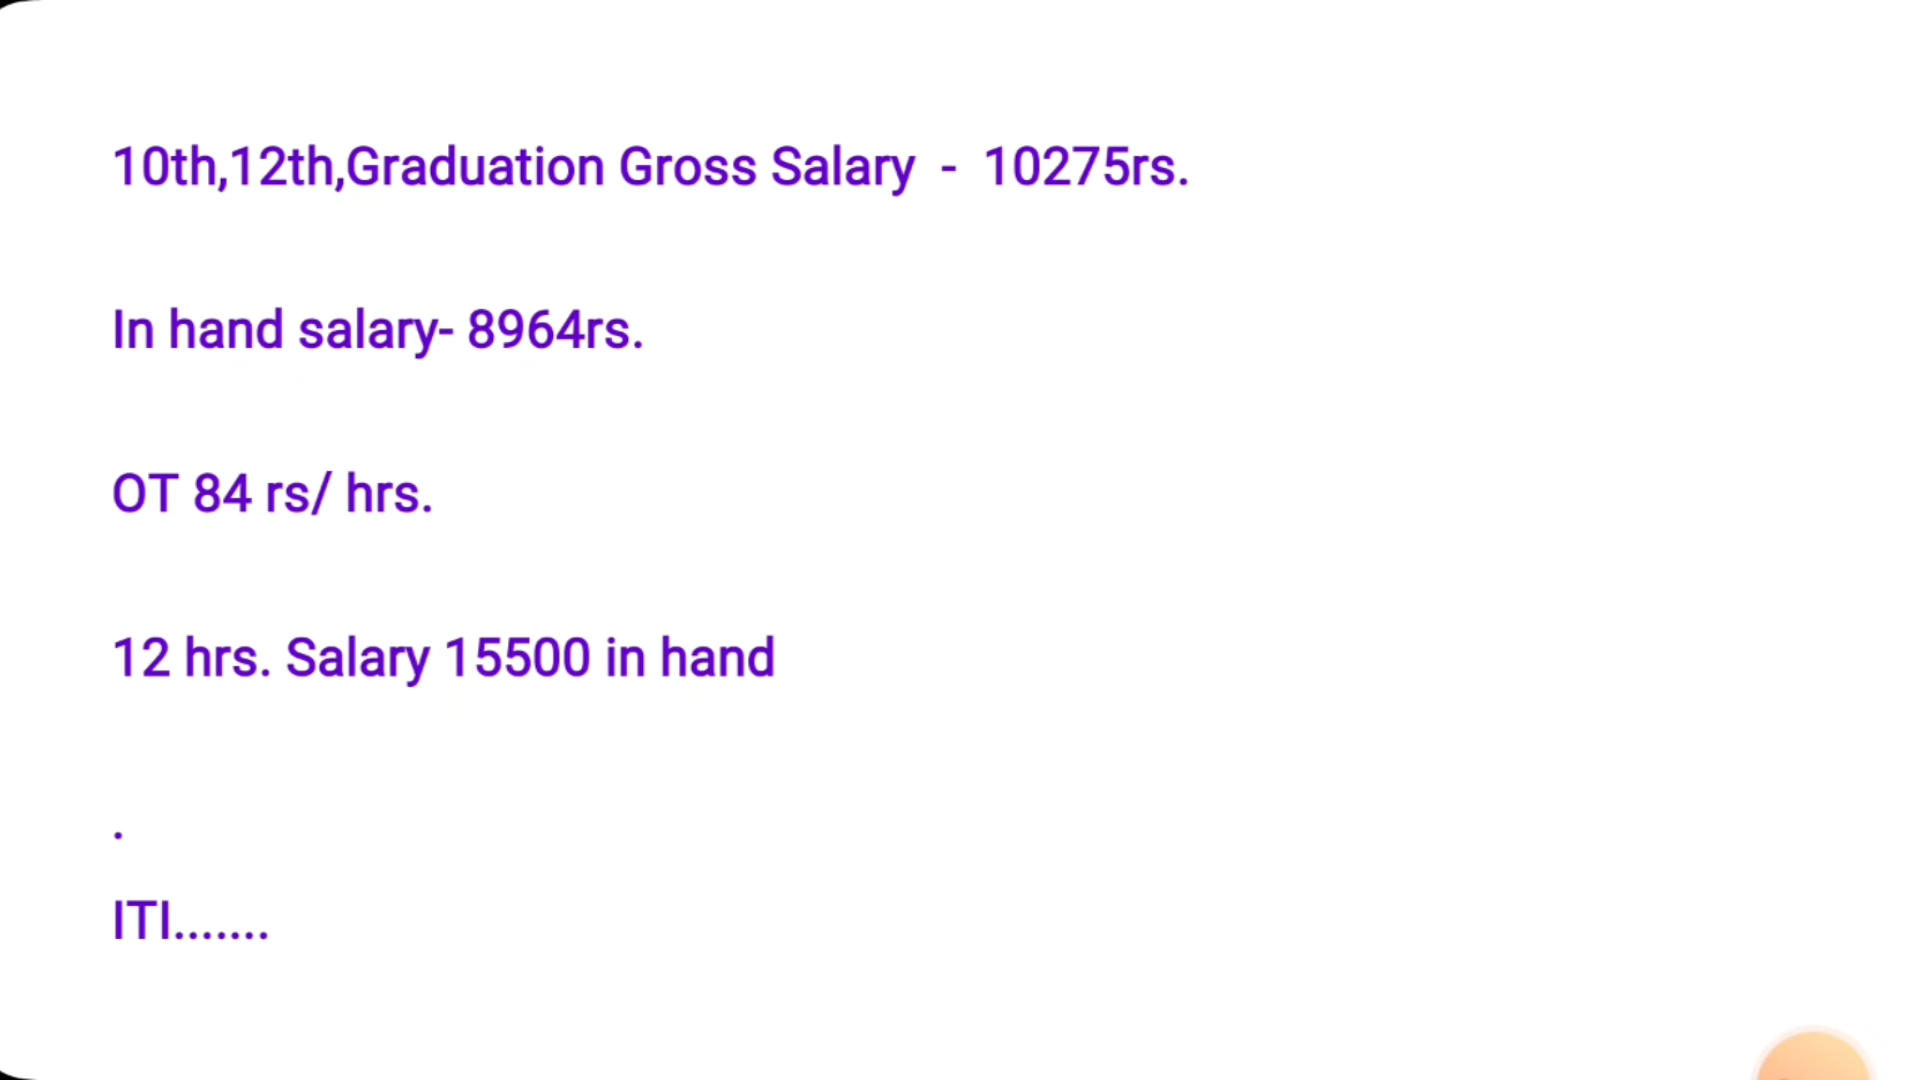 10th,12th,Graduation Gross Salary - 10275rs.
In hand salary- 8964rs.
OT 84 rs/ hrs.
12 hrs. Salary 15500 in hand
.
ITI.......